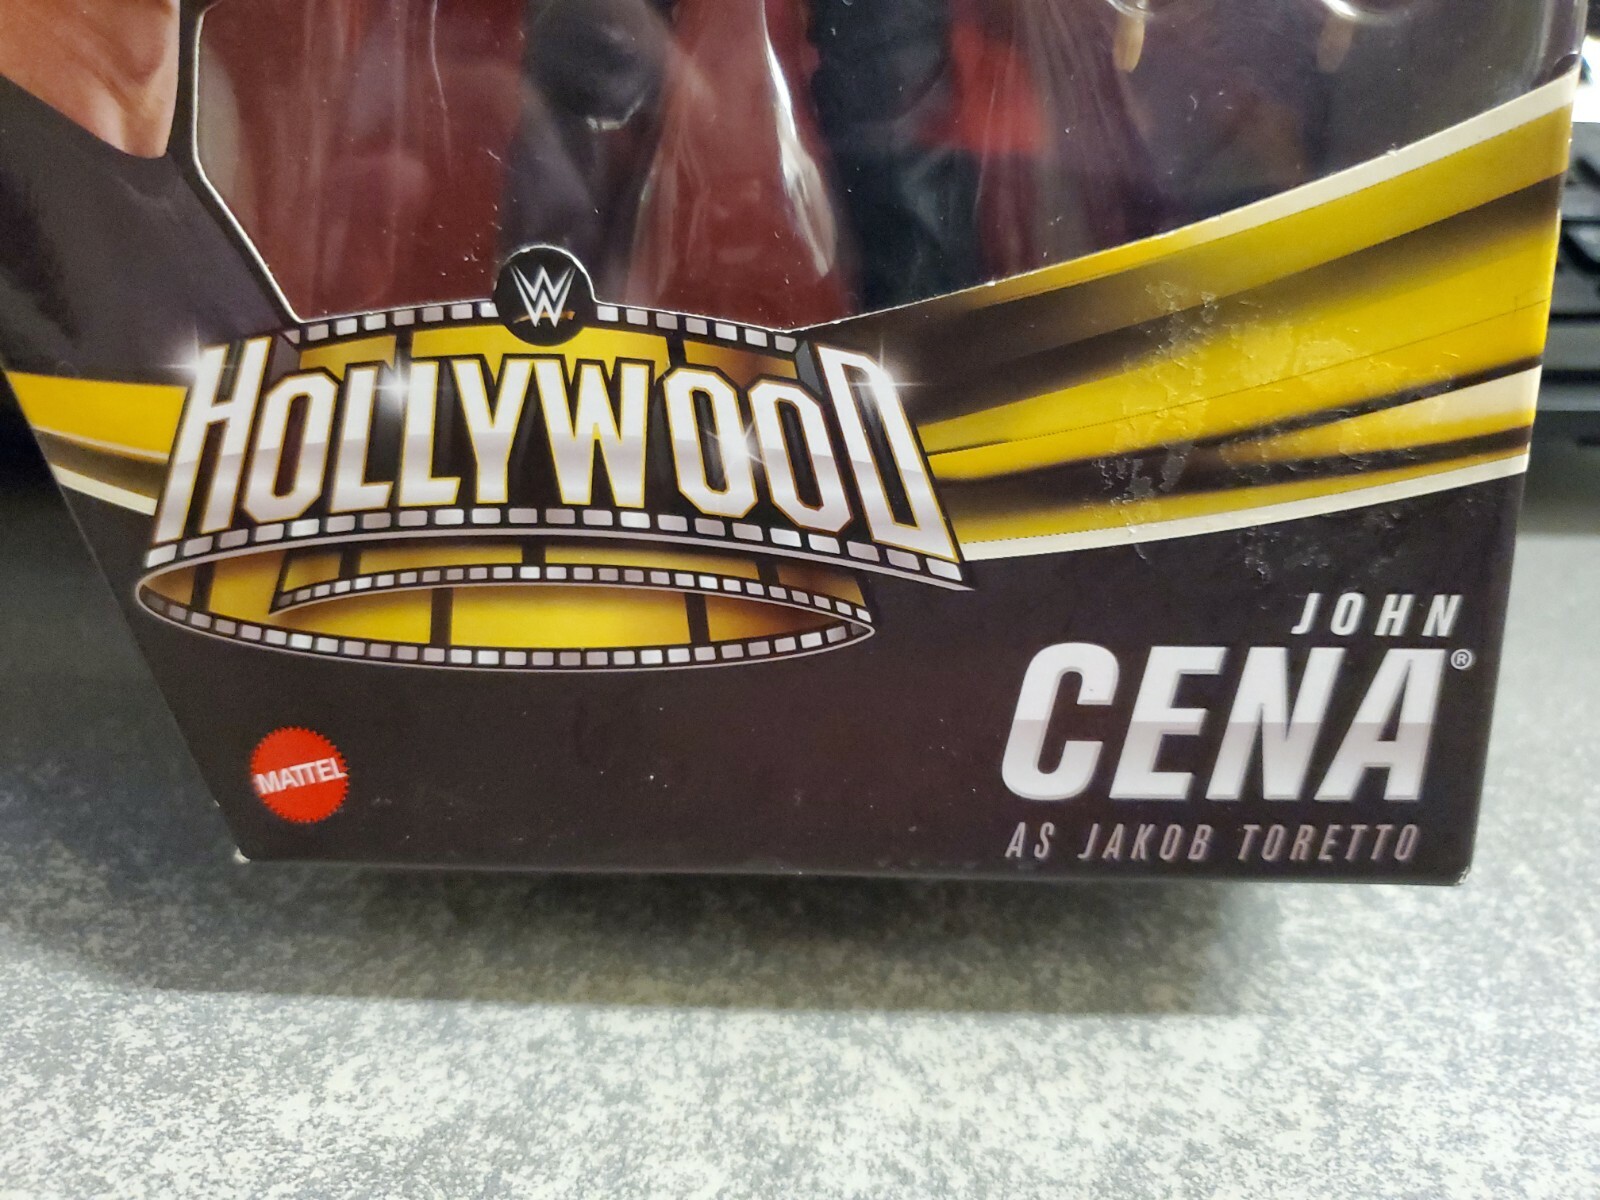 W
HOLLYWOOD
JOHN
CENA®
AS JAKOB TORETTO
MATTEL